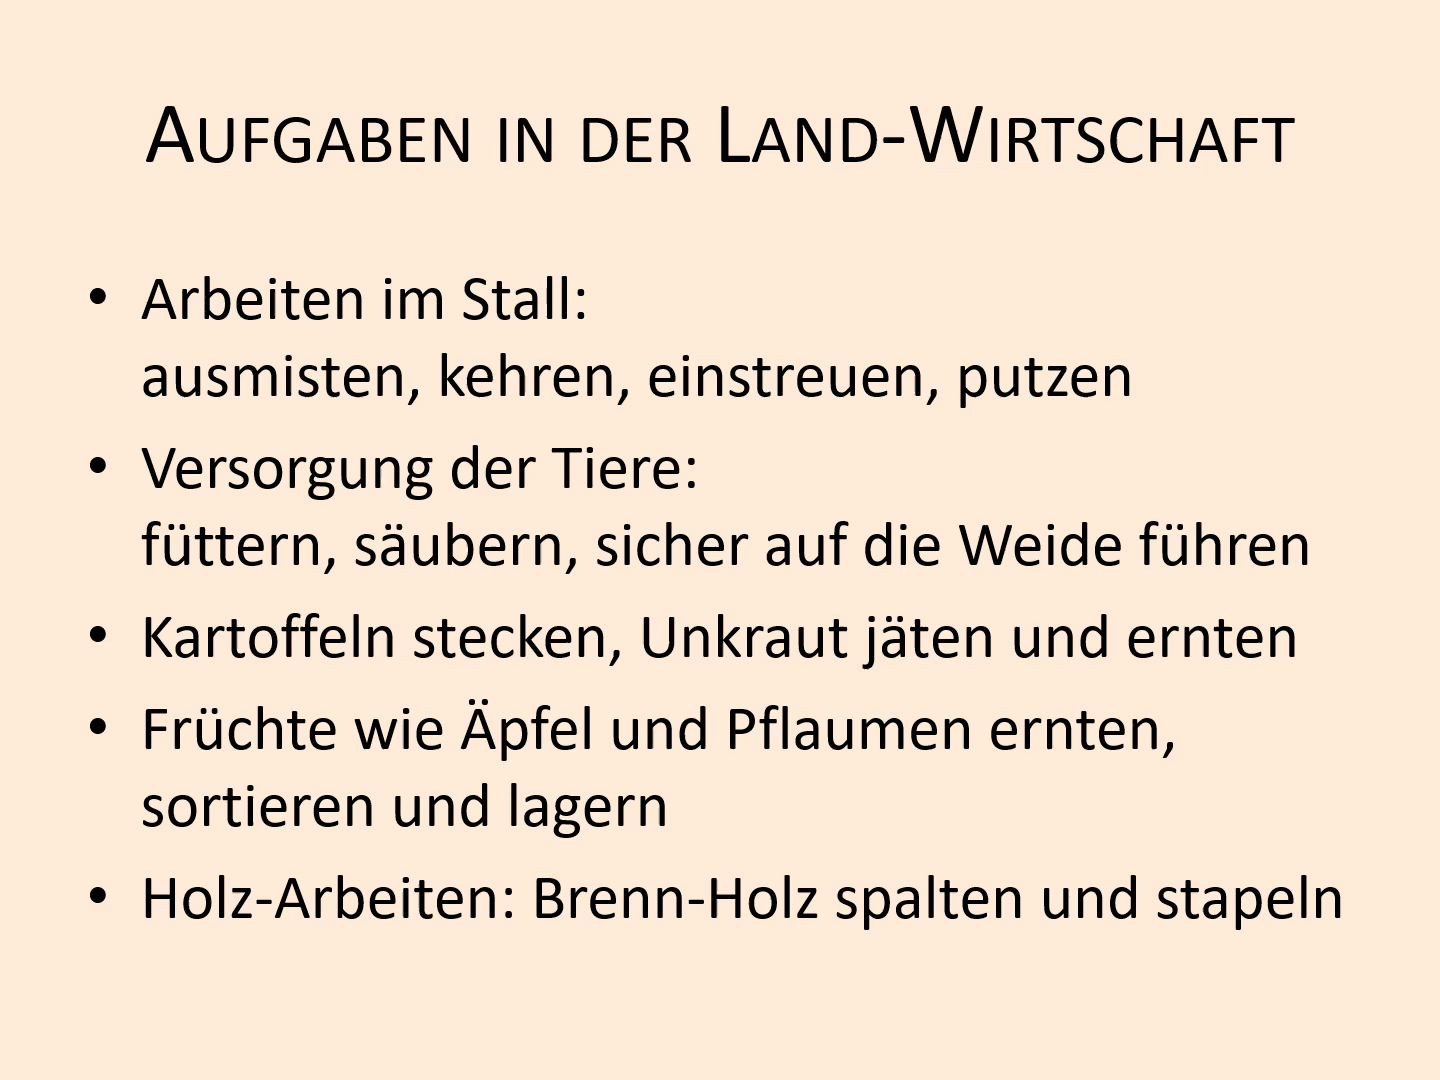 Aufgaben in der Land-Wirtschaft
• Arbeiten im Stall:
ausmisten, kehren, einstreuen, putzen
• Versorgung der Tiere:
füttern, säubern, sicher auf die Weide führen
• Kartoffeln stecken, Unkraut jäten und ernten
• Früchte wie Äpfel und Pflaumen ernten,
sortieren und lagern
• Holz-Arbeiten: Brenn-Holz spalten und stapeln